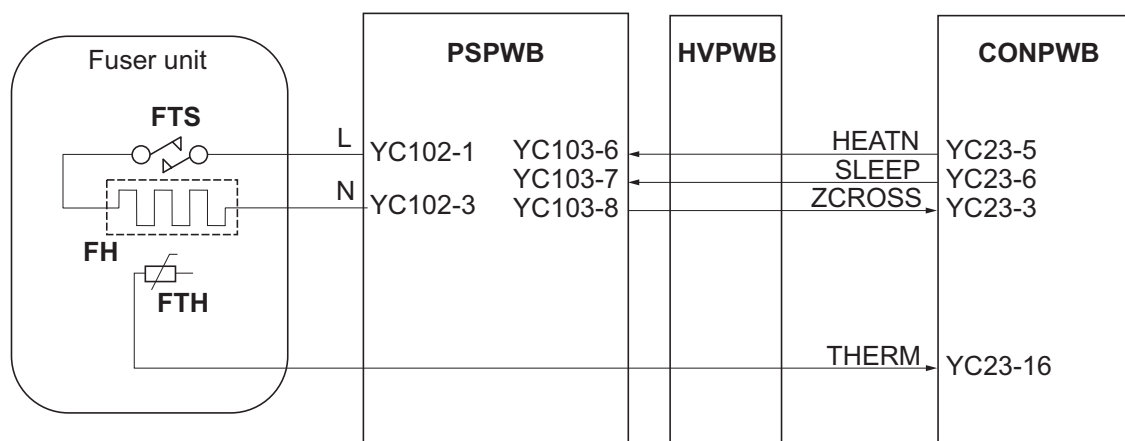 PSPWB
HVPWB
CONPWB
Fuser unit
FTS
L
YC102-1
YC103-6
HEATN
YC23-5
YC103-7
SLEEP
YC23-6
N
YC102-3
YC103-8
ZCROSS
YC23-3
FH
FTH
THERM
YC23-16